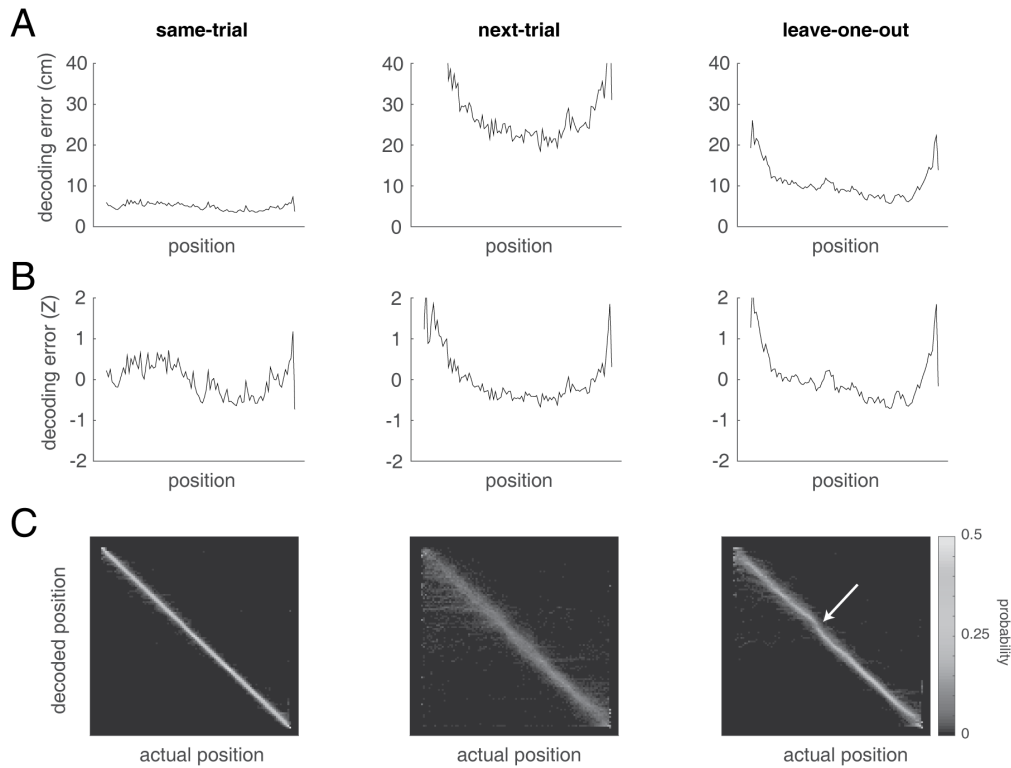 A
same-trial
next-trial
leave-one-out
decoding error (cm)
40
30
20
10
0
position
40
30
20
10
0
position
40
30
20
10
0
position
B
decoding error (Z)
2
1
0
-1
-2
position
2
1
0
-1
-2
position
2
1
0
-1
-2
position
C
decoded position
actual position
actual position
actual position
0.5
0.25
0
probability